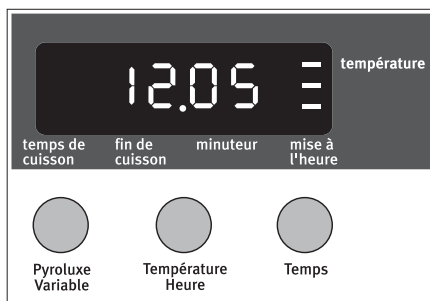 12.05
température
temps de cuisson
fin de cuisson
minuteur
mise à l'heure
Pyroluxe Variable
Température Heure
Temps